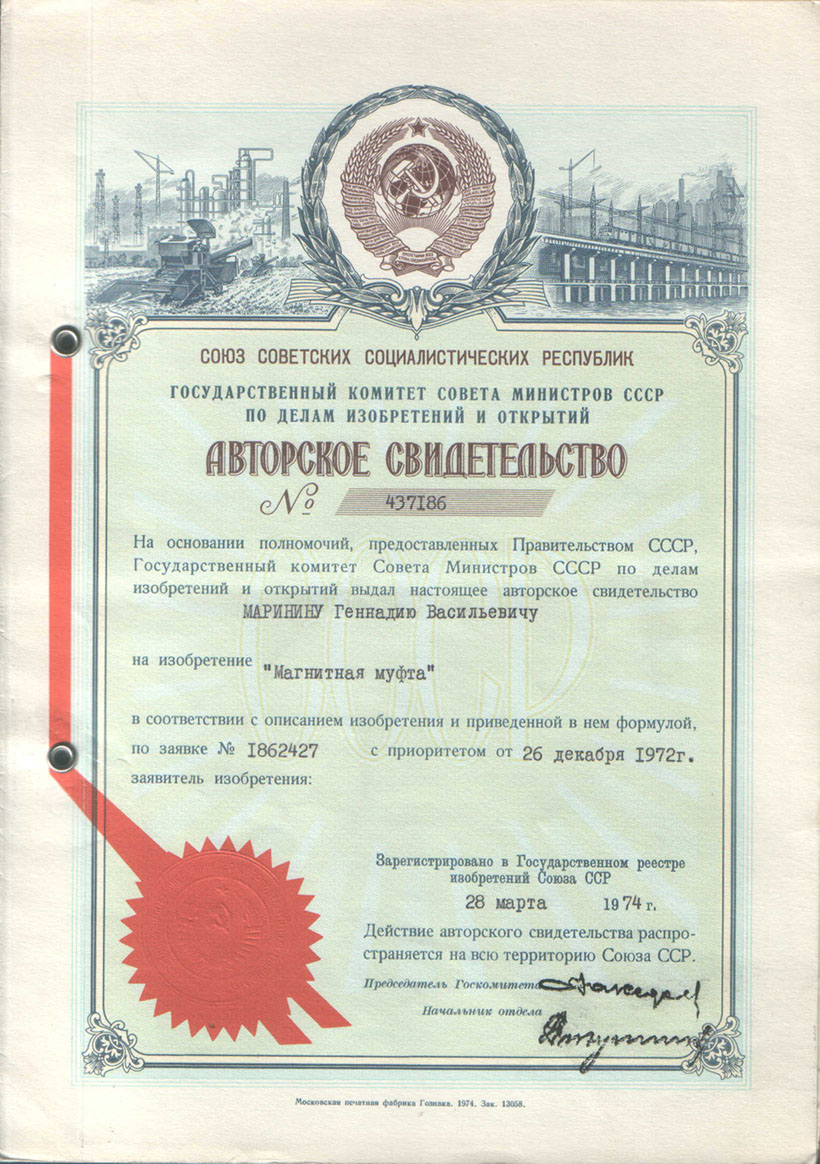 СОЮЗ СОВЕТСКИХ СОЦИАЛИСТИЧЕСКИХ РЕСПУБЛИК
ГОСУДАРСТВЕННЫЙ КОМИТЕТ СОВЕТА МИНИСТРОВ СССР
ПО ДЕЛАМ ИЗОБРЕТЕНИЙ И ОТКРЫТИЙ
АВТОРСКОЕ СВИДЕТЕЛЬСТВО
№ 437I86
На основании полномочий, предоставленных Правительством СССР,
Государственный комитет Совета Министров СССР по делам
изобретений и открытий выдал настоящее авторское свидетельство
МАРИНИНУ Геннадию Васильевичу
на изобретение "Магнитная муфта"
в соответствии с описанием изобретения и приведенной в нем формулой,
по заявке № I862427 с приоритетом от 26 декабря I972г.
заявитель изобретения:
Зарегистрировано в Государственном реестре
изобретений Союза ССР
28 марта 1974 г.
Действие авторского свидетельства распро-
страняется на всю территорию Союза ССР.
Председатель Госкомитета
Начальник отдела
Московская печатная фабрика Гознака. 1974. Зак. 13058.